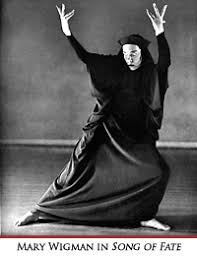 MARY WIGMAN IN SONG OF FATE